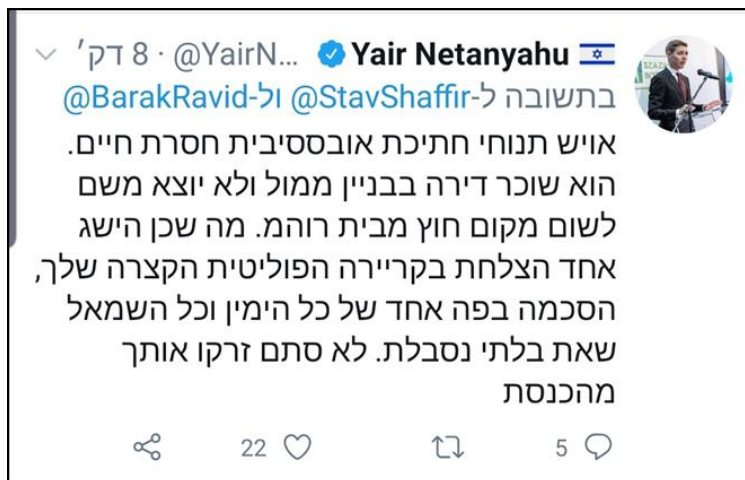 Yair Netanyahu 🇮🇱 @YairN... · 8 דק׳
בתשובה ל-StavShaffir@ ול-BarakRavid@
אויש תנוחי חתיכת אובססיבית חסרת חיים.
הוא שוכר דירה בבניין ממול ולא יוצא משם
לשום מקום חוץ מבית רוהמ. מה שכן הישג
אחד הצלחת בקריירה הפוליטית הקצרה שלך,
הסכמה בפה אחד של כל הימין וכל השמאל
שאת בלתי נסבלת. לא סתם זרקו אותך
מהכנסת
5 22